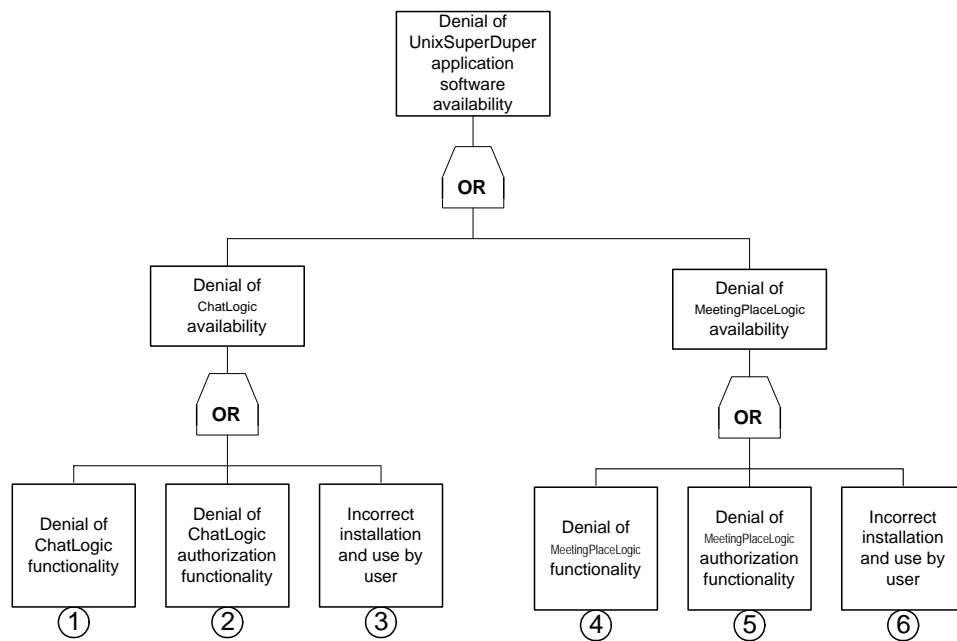 Denial of
UnixSuperDuper
application
software
availability
OR
Denial of
ChatLogic
availability
Denial of
MeetingPlaceLogic
availability
OR
OR
Denial of
ChatLogic
functionality
Denial of
ChatLogic
authorization
functionality
Incorrect
installation
and use by
user
Denial of
MeetingPlaceLogic
functionality
Denial of
MeetingPlaceLogic
authorization
functionality
Incorrect
installation
and use by
user
1
2
3
4
5
6